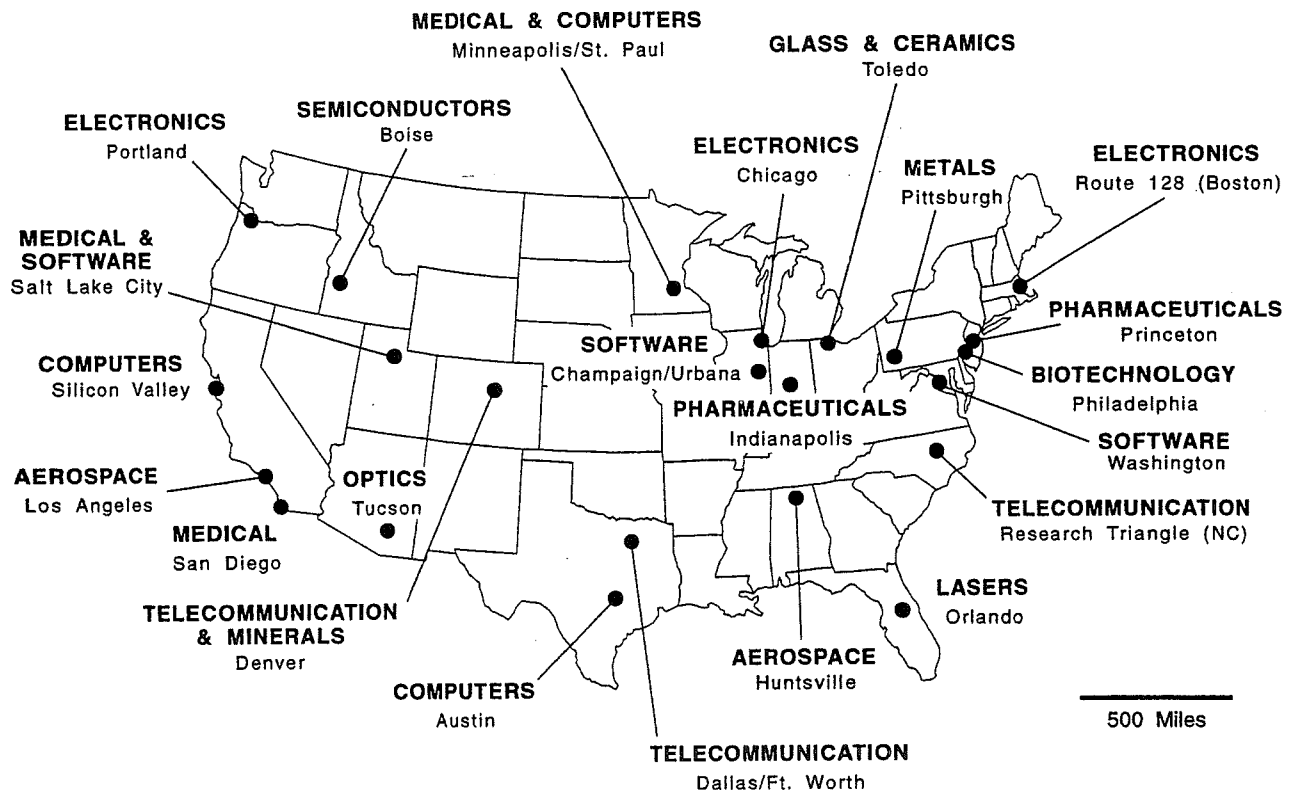 MEDICAL & COMPUTERS
Minneapolis/St. Paul
GLASS & CERAMICS
Toledo
SEMICONDUCTORS
Boise
ELECTRONICS
Portland
ELECTRONICS
Chicago
METALS
Pittsburgh
ELECTRONICS
Route 128 (Boston)
MEDICAL &
SOFTWARE
Salt Lake City
PHARMACEUTICALS
Princeton
SOFTWARE
Champaign/Urbana
COMPUTERS
Silicon Valley
BIOTECHNOLOGY
Philadelphia
PHARMACEUTICALS
Indianapolis
SOFTWARE
Washington
AEROSPACE
Los Angeles
OPTICS
Tucson
TELECOMMUNICATION
Research Triangle (NC)
MEDICAL
San Diego
LASERS
Orlando
TELECOMMUNICATION
& MINERALS
Denver
AEROSPACE
Huntsville
COMPUTERS
Austin
500 Miles
TELECOMMUNICATION
Dallas/Ft. Worth